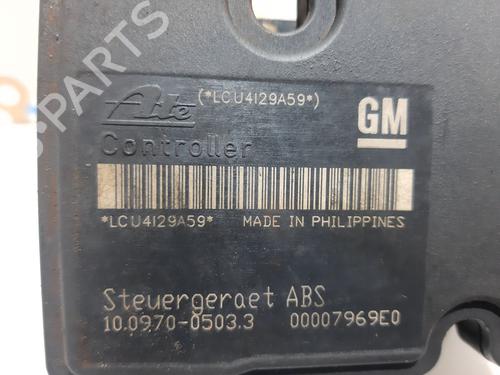 PARTS
(*LCU4I29A59*)
Ate
GM
Controller
*LCU4I29A59* MADE IN PHILIPPINES
Steuergeraet ABS
10.0970-0503.3 00007969E0